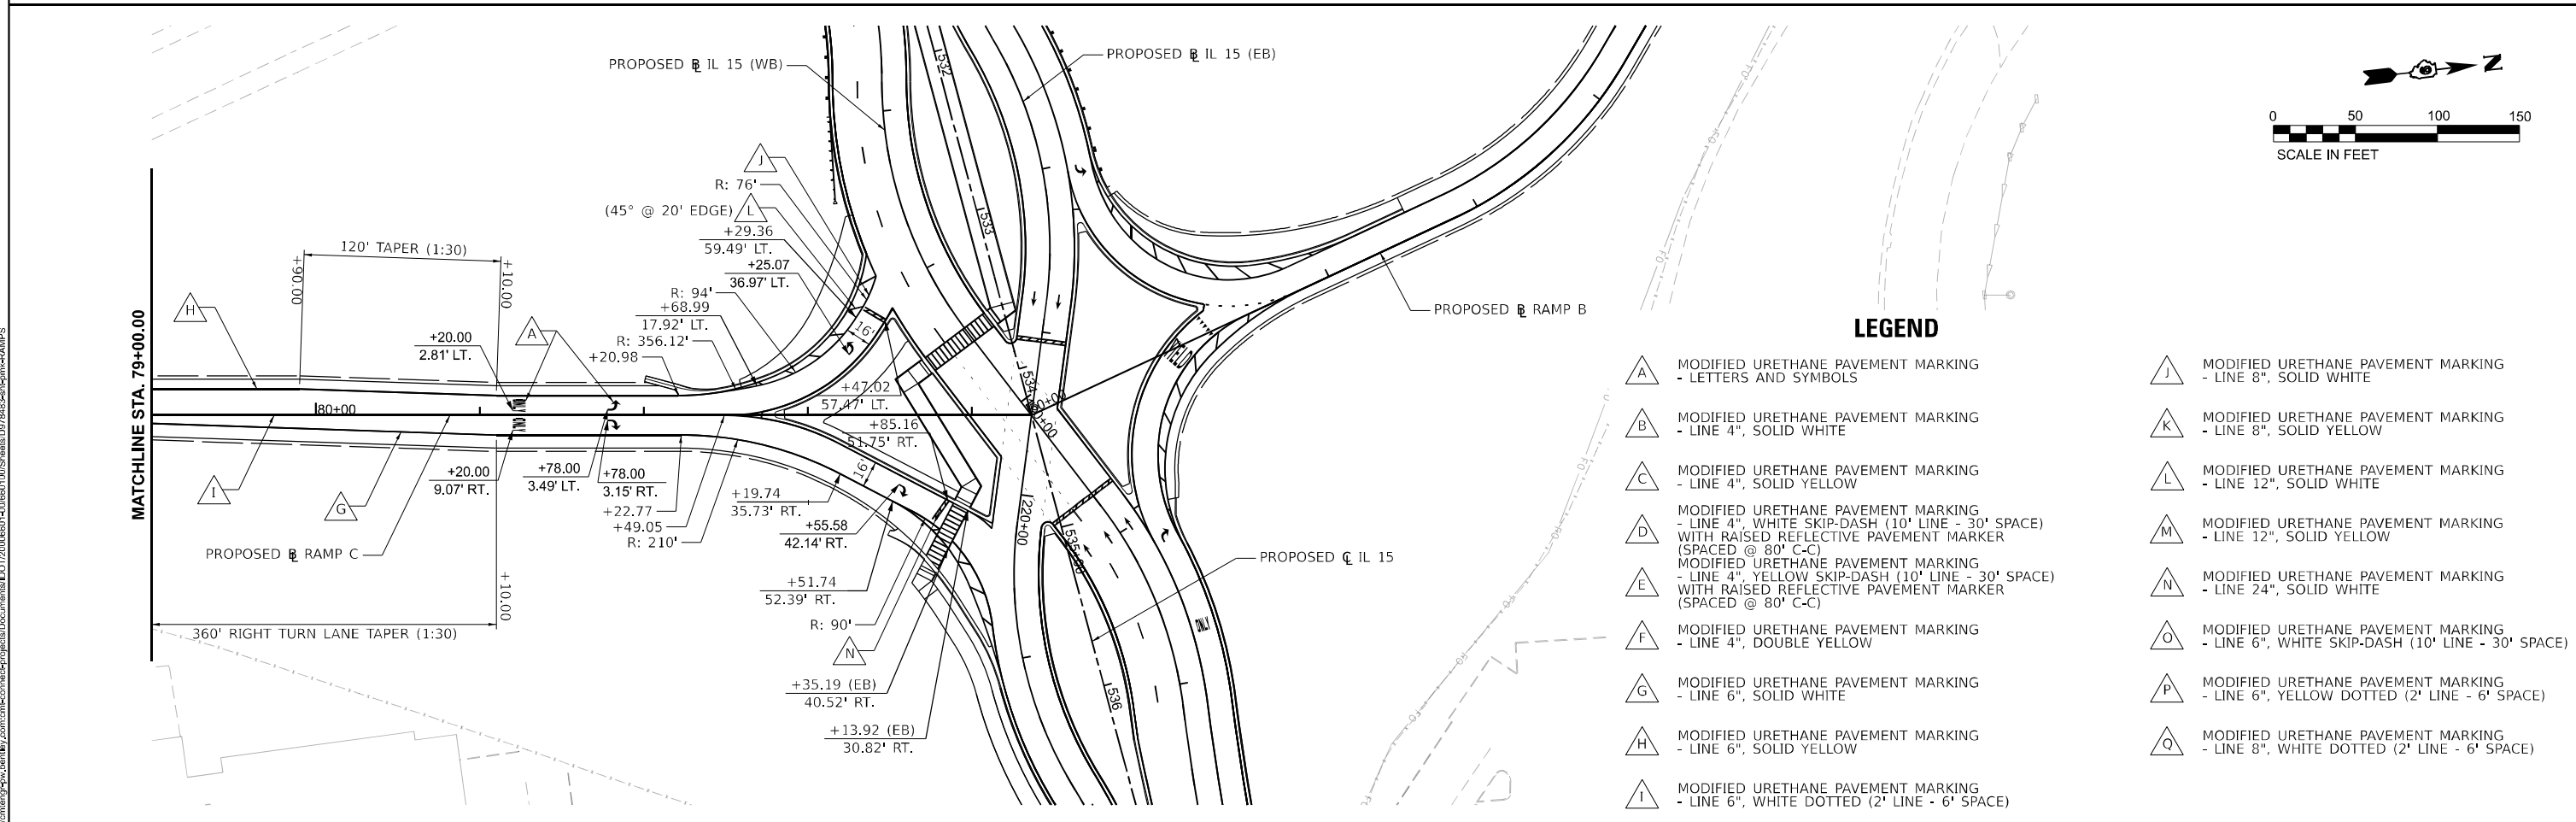 PROPOSED ℄ IL 15 (WB)
PROPOSED ℄ IL 15 (EB)
532
533
534
535+00
536
N
0 50 100 150
SCALE IN FEET
J
R: 76'
(45° @ 20' EDGE) L
+29.36
59.49' LT.
+25.07
36.97' LT.
R: 94'
+68.99
17.92' LT.
R: 356.12'
+20.98
16'
120' TAPER (1:30)
+90.00
+10.00
H
A
+20.00
2.81' LT.
MATCHLINE STA. 79+00.00
80+00
ONLY ONLY
+47.02
57.47' LT.
+85.16
51.75' RT.
16'
PROPOSED ℄ RAMP B
I
G
+20.00
9.07' RT.
+78.00
3.49' LT.
+78.00
3.15' RT.
+22.77
+49.05
R: 210'
+19.74
35.73' RT.
+55.58
42.14' RT.
220+00
PROPOSED ℄ RAMP C
PROPOSED ℄ IL 15
+51.74
52.39' RT.
R: 90'
N
+10.00
360' RIGHT TURN LANE TAPER (1:30)
ONLY
+35.19 (EB)
40.52' RT.
+13.92 (EB)
30.82' RT.
LEGEND
A MODIFIED URETHANE PAVEMENT MARKING
- LETTERS AND SYMBOLS
B MODIFIED URETHANE PAVEMENT MARKING
- LINE 4", SOLID WHITE
C MODIFIED URETHANE PAVEMENT MARKING
- LINE 4", SOLID YELLOW
D MODIFIED URETHANE PAVEMENT MARKING
- LINE 4", WHITE SKIP-DASH (10' LINE - 30' SPACE)
WITH RAISED REFLECTIVE PAVEMENT MARKER
(SPACED @ 80' C-C)
E MODIFIED URETHANE PAVEMENT MARKING
- LINE 4", YELLOW SKIP-DASH (10' LINE - 30' SPACE)
WITH RAISED REFLECTIVE PAVEMENT MARKER
(SPACED @ 80' C-C)
F MODIFIED URETHANE PAVEMENT MARKING
- LINE 4", DOUBLE YELLOW
G MODIFIED URETHANE PAVEMENT MARKING
- LINE 6", SOLID WHITE
H MODIFIED URETHANE PAVEMENT MARKING
- LINE 6", SOLID YELLOW
I MODIFIED URETHANE PAVEMENT MARKING
- LINE 6", WHITE DOTTED (2' LINE - 6' SPACE)
J MODIFIED URETHANE PAVEMENT MARKING
- LINE 8", SOLID WHITE
K MODIFIED URETHANE PAVEMENT MARKING
- LINE 8", SOLID YELLOW
L MODIFIED URETHANE PAVEMENT MARKING
- LINE 12", SOLID WHITE
M MODIFIED URETHANE PAVEMENT MARKING
- LINE 12", SOLID YELLOW
N MODIFIED URETHANE PAVEMENT MARKING
- LINE 24", SOLID WHITE
O MODIFIED URETHANE PAVEMENT MARKING
- LINE 6", WHITE SKIP-DASH (10' LINE - 30' SPACE)
P MODIFIED URETHANE PAVEMENT MARKING
- LINE 6", YELLOW DOTTED (2' LINE - 6' SPACE)
Q MODIFIED URETHANE PAVEMENT MARKING
- LINE 8", WHITE DOTTED (2' LINE - 6' SPACE)